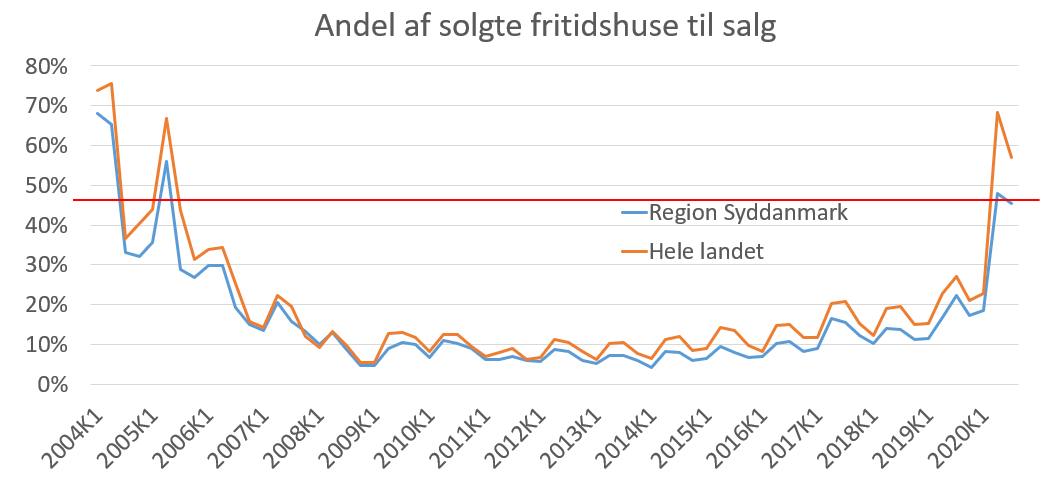 Andel af solgte fritidshuse til salg
80%
70%
60%
50%
40%
30%
20%
10%
0%
Region Syddanmark
Hele landet
2004K1
2005K1
2006K1
2007K1
2008K1
2009K1
2010K1
2011K1
2012K1
2013K1
2014K1
2015K1
2016K1
2017K1
2018K1
2019K1
2020K1